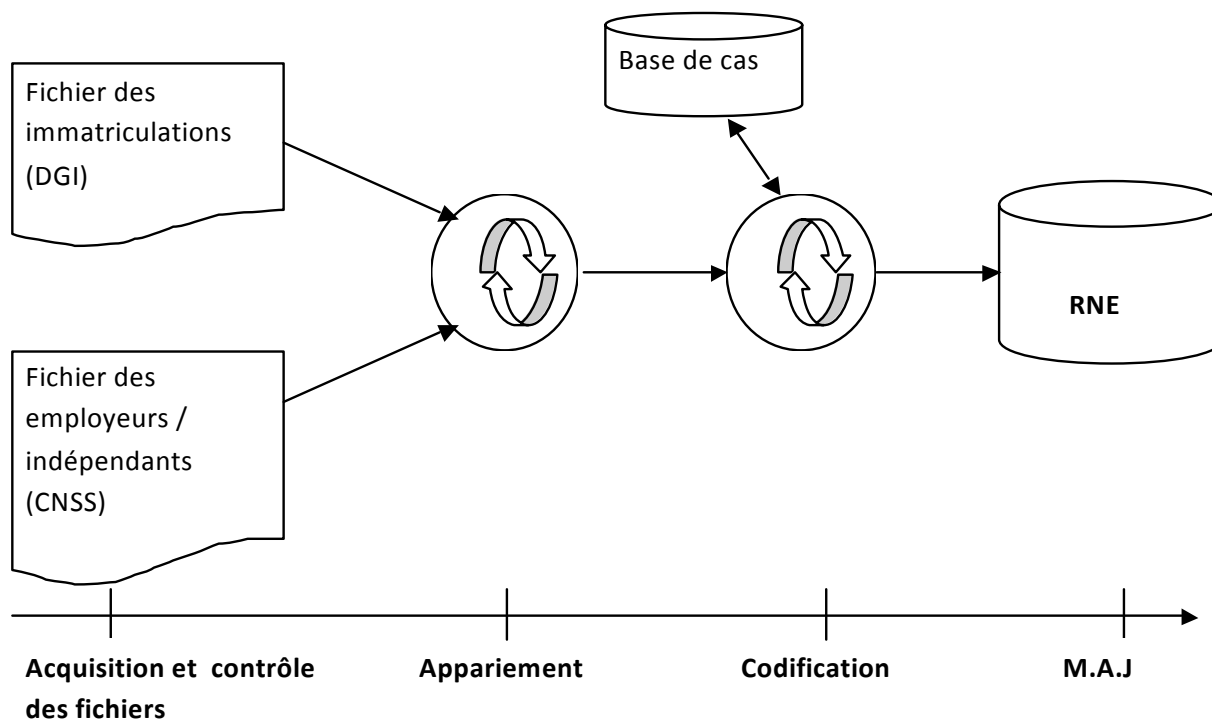 Base de cas
Fichier des
immatriculations
(DGI)
RNE
Fichier des
employeurs /
indépendants
(CNSS)
Acquisition et contrôle
des fichiers
Appariement
Codification
M.A.J